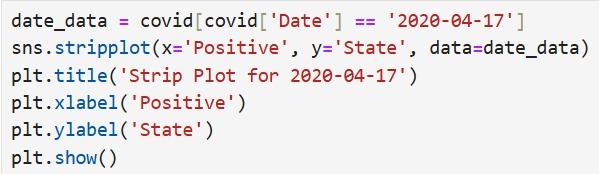 date_data = covid[covid['Date'] == '2020-04-17']
sns.stripplot(x='Positive', y='State', data=date_data)
plt.title('Strip Plot for 2020-04-17')
plt.xlabel('Positive')
plt.ylabel('State')
plt.show()